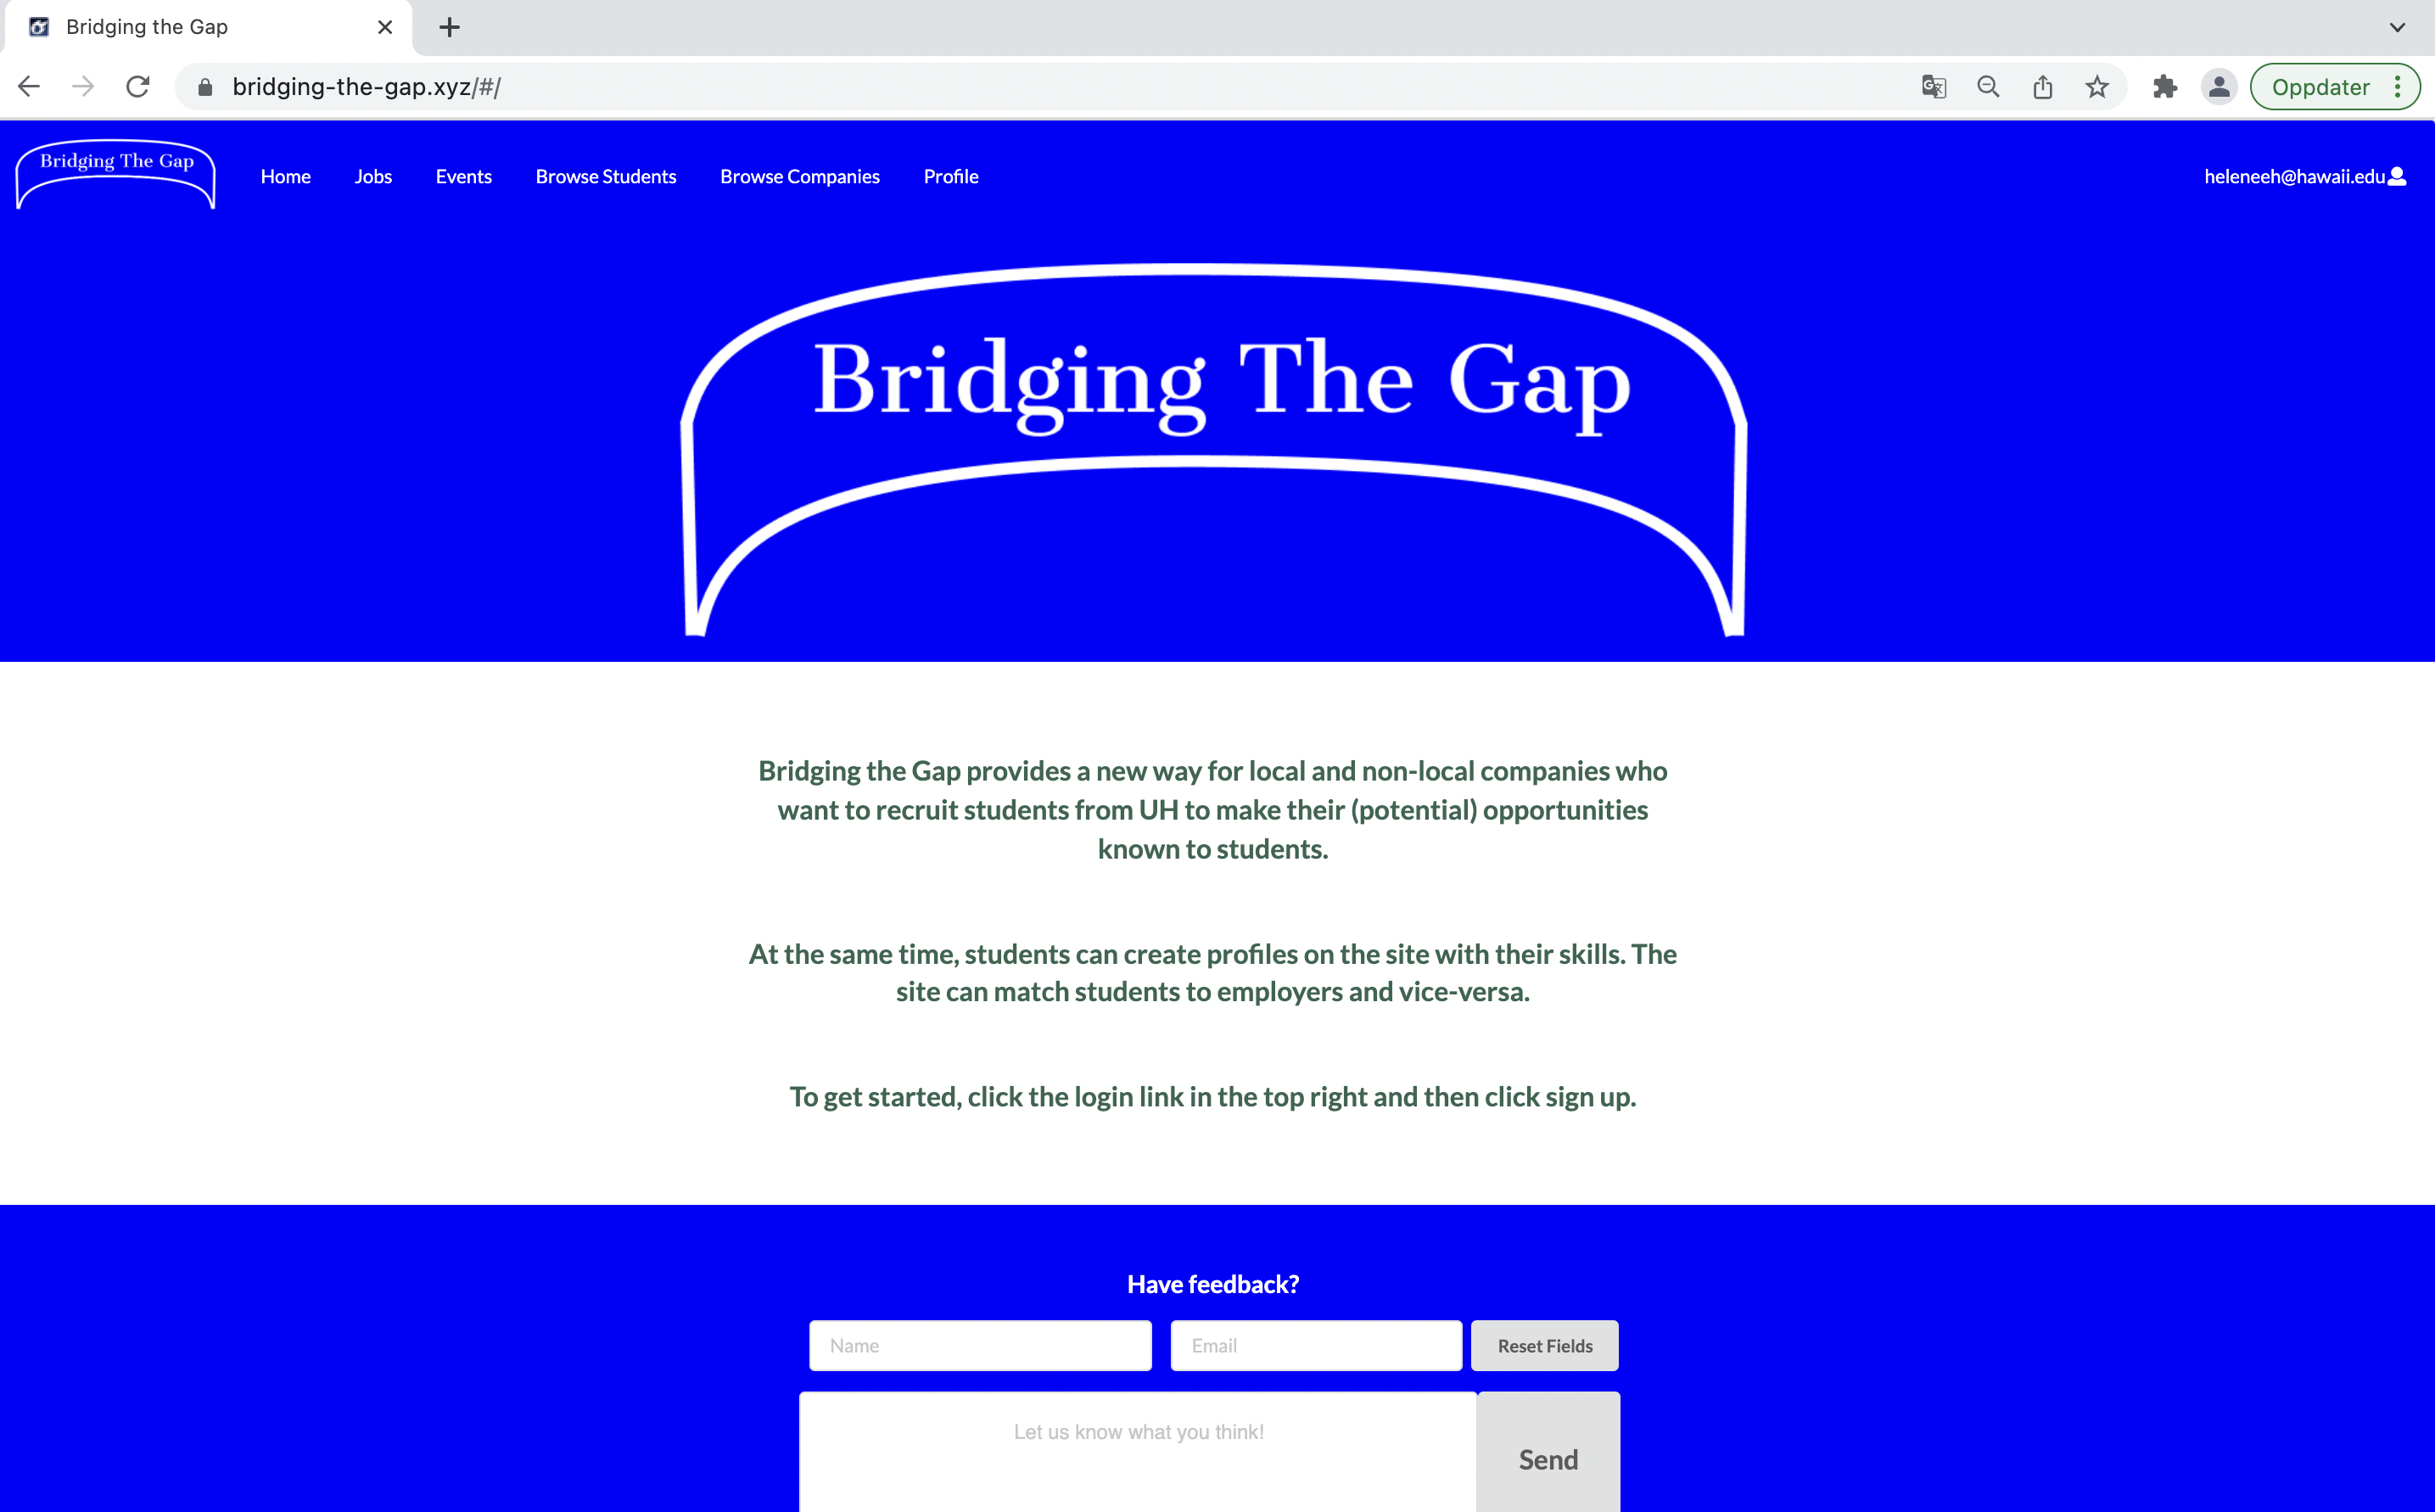 Bridging the Gap
bridging-the-gap.xyz/#/
Oppdater
Bridging The Gap
Home
Jobs
Events
Browse Students
Browse Companies
Profile
heleneeh@hawaii.edu
Bridging The Gap
Bridging the Gap provides a new way for local and non-local companies who
want to recruit students from UH to make their (potential) opportunities
known to students.
At the same time, students can create profiles on the site with their skills. The
site can match students to employers and vice-versa.
To get started, click the login link in the top right and then click sign up.
Have feedback?
Name
Email
Reset Fields
Let us know what you think!
Send